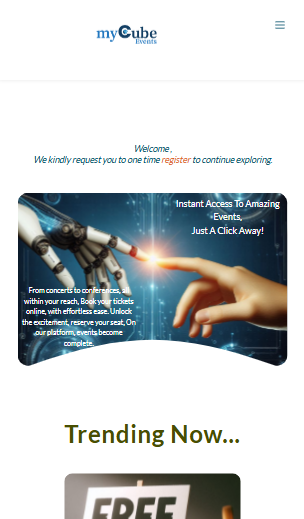 myCube
Events
Welcome ,
We kindly request you to one time register to continue exploring.
Instant Access To Amazing
Events,
Just A Click Away!
From concerts to conferences, all
within your reach, Book your tickets
online, with effortless ease. Unlock
the excitement, reserve your seat, On
our platform, events become
complete.
Trending Now...
FREE